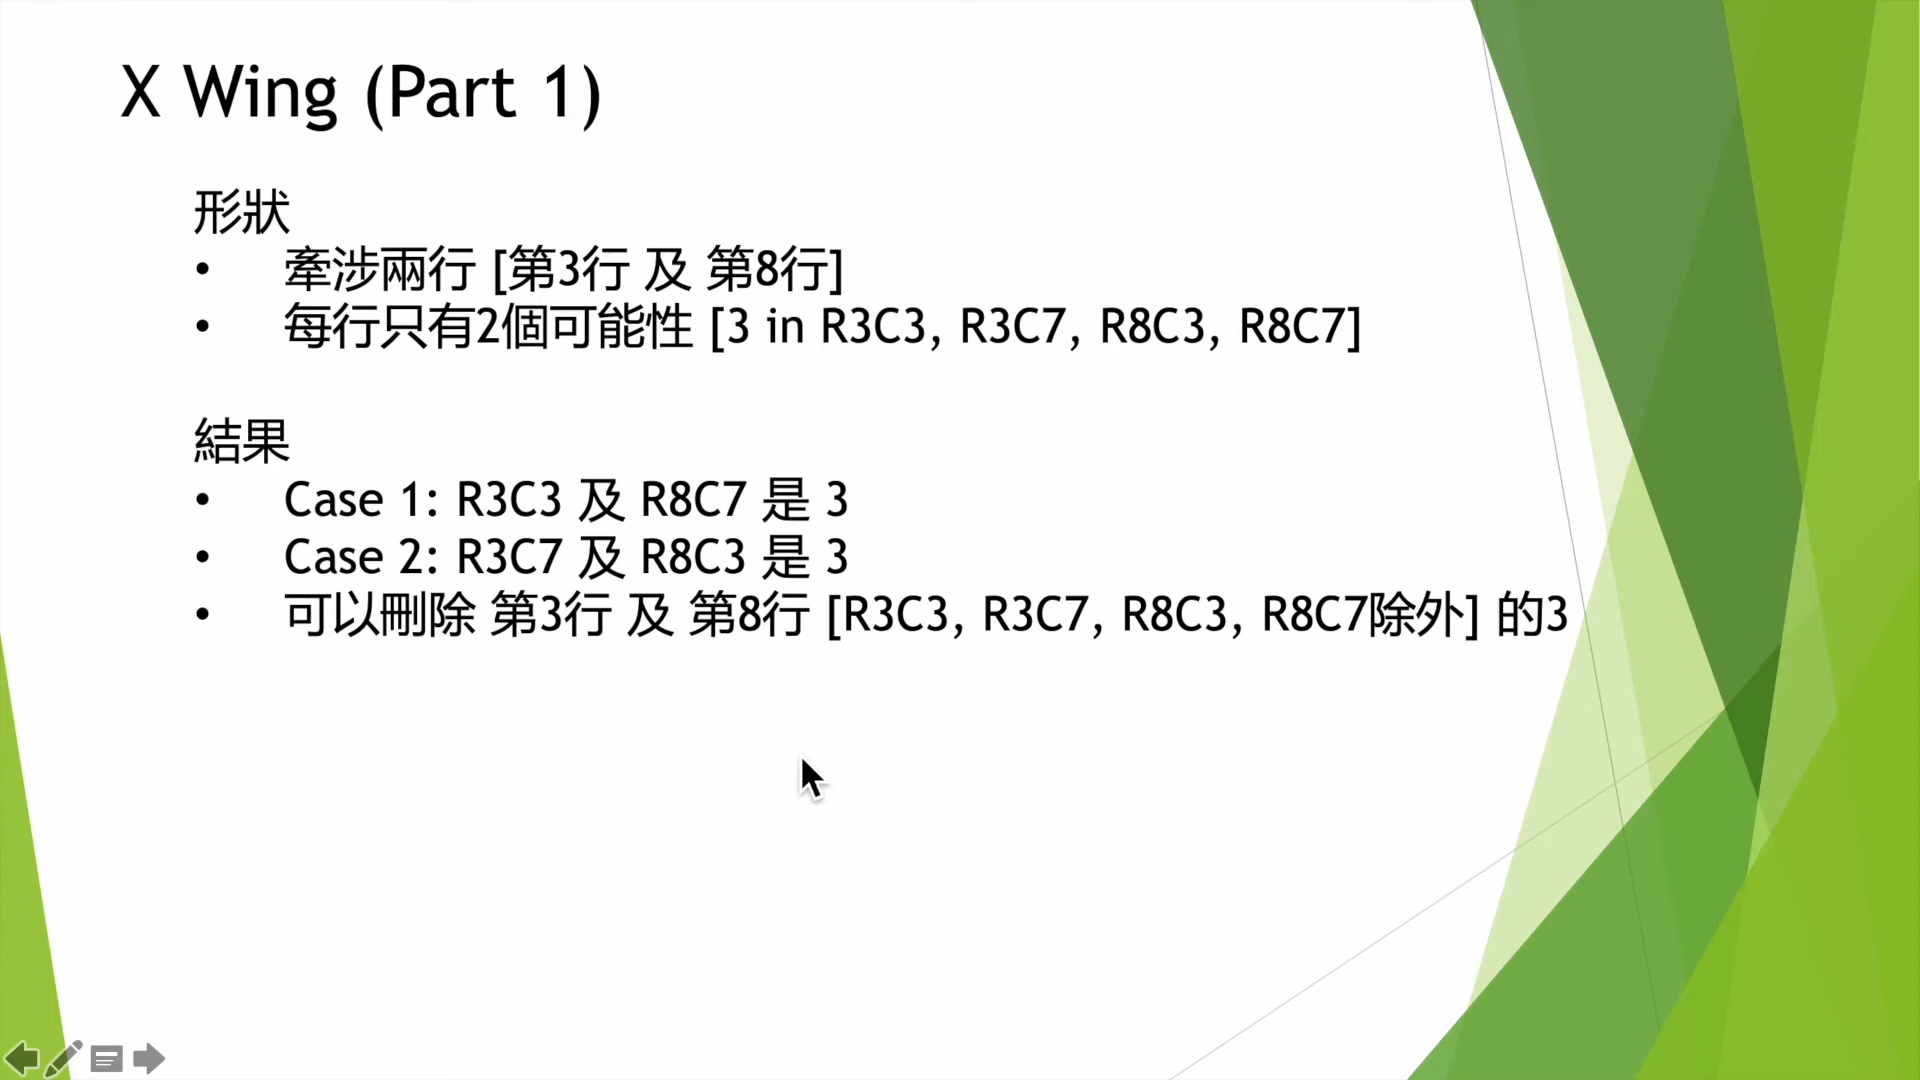 X Wing (Part 1)
形狀
• 牽涉兩行 [第3行 及 第8行]
• 每行只有2個可能性 [3 in R3C3, R3C7, R8C3, R8C7]
結果
• Case 1: R3C3 及 R8C7 是 3
• Case 2: R3C7 及 R8C3 是 3
• 可以刪除 第3行 及 第8行 [R3C3, R3C7, R8C3, R8C7除外] 的3